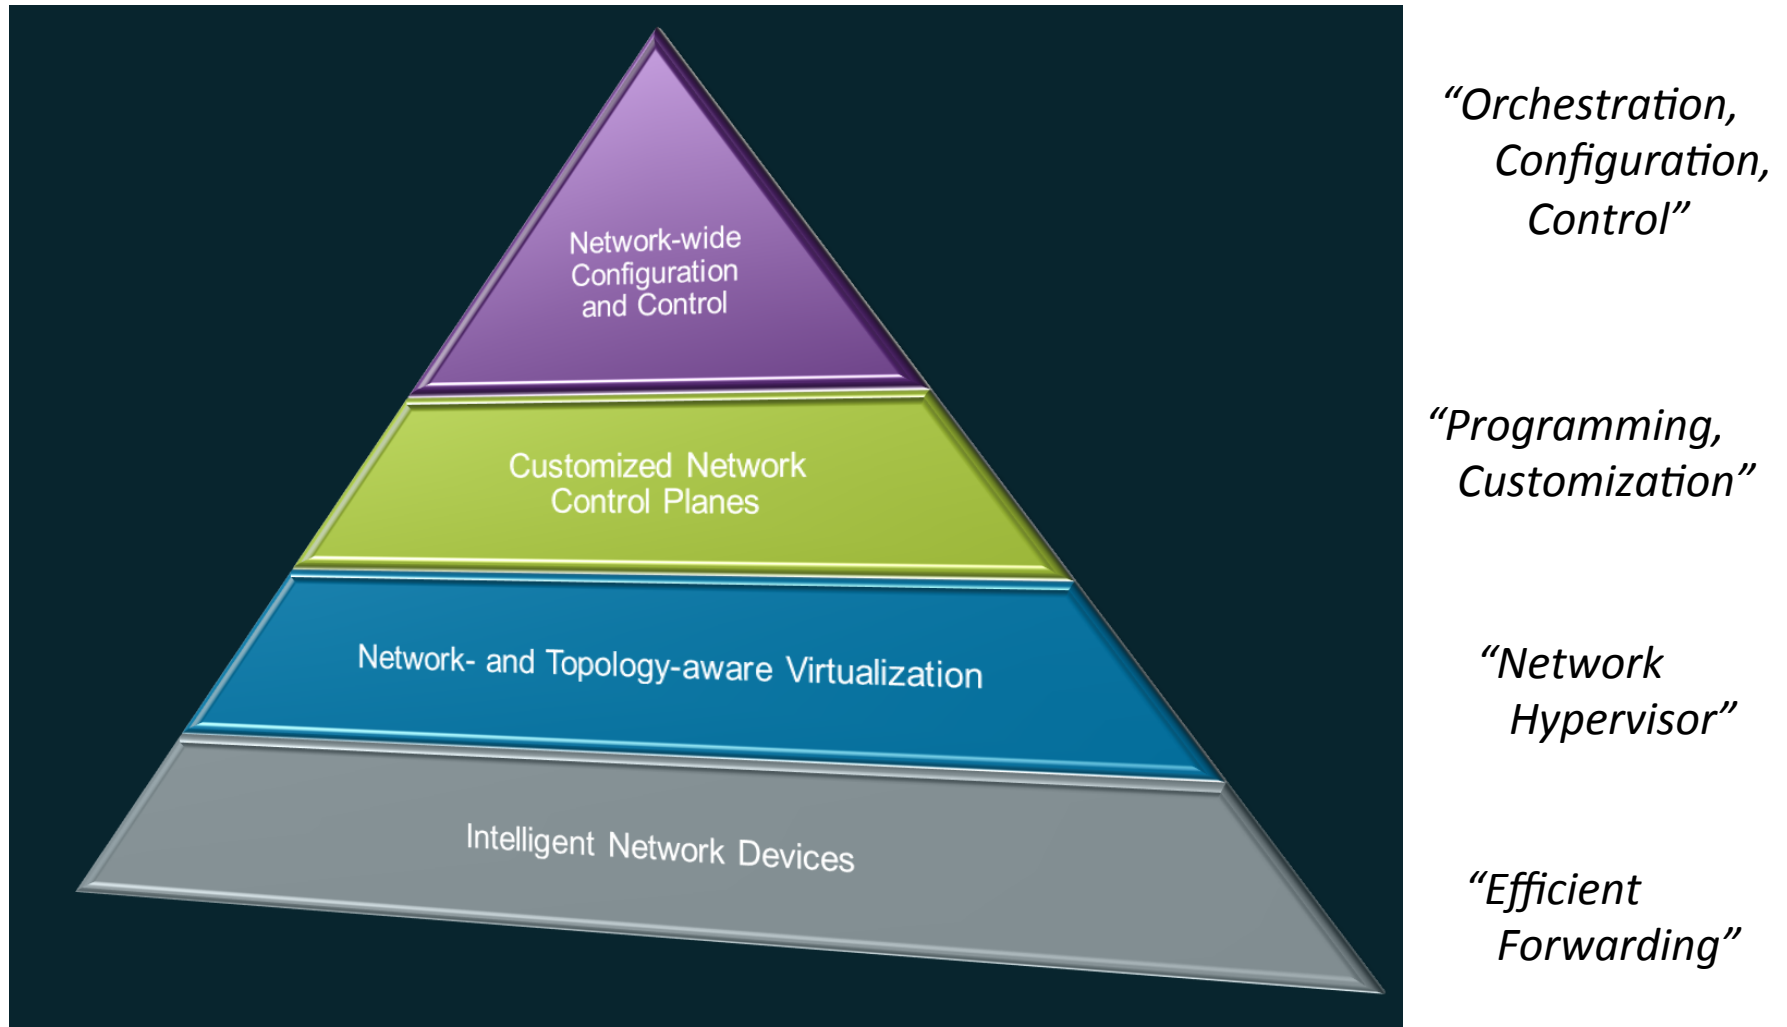 Network-wide
Configuration
and Control
Customized Network
Control Planes
Network- and Topology-aware Virtualization
Intelligent Network Devices
“Orchestration,
Configuration,
Control”
“Programming,
Customization”
“Network
Hypervisor”
“Efficient
Forwarding”